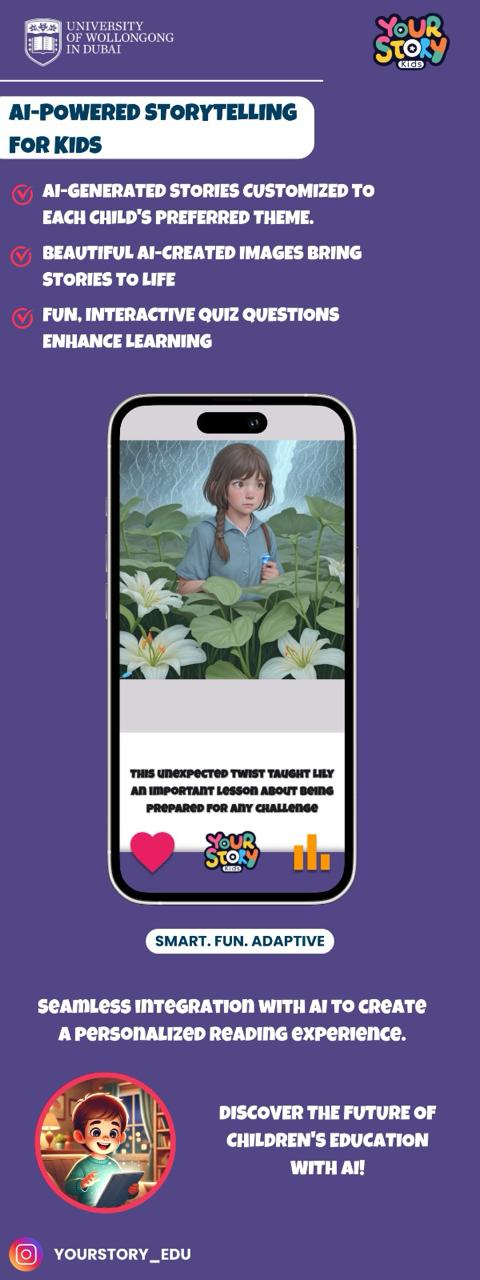 UNIVERSITY
OF WOLLONGONG
IN DUBAI
YOUR
STORY
Kids
AI-POWERED STORYTELLING
FOR KIDS
AI-GENERATED STORIES CUSTOMIZED TO
EACH CHILD'S PREFERRED THEME.
BEAUTIFUL AI-CREATED IMAGES BRING
STORIES TO LIFE
FUN, INTERACTIVE QUIZ QUESTIONS
ENHANCE LEARNING
THIS UNEXPECTED TWIST TAUGHT LILY
AN IMPORTANT LESSON ABOUT BEING
PREPARED FOR ANY CHALLENGE
YOUR
STORY
Kids
SMART. FUN. ADAPTIVE
SEAMLESS INTEGRATION WITH AI TO CREATE
A PERSONALIZED READING EXPERIENCE.
DISCOVER THE FUTURE OF
CHILDREN'S EDUCATION
WITH AI!
YOURSTORY_EDU